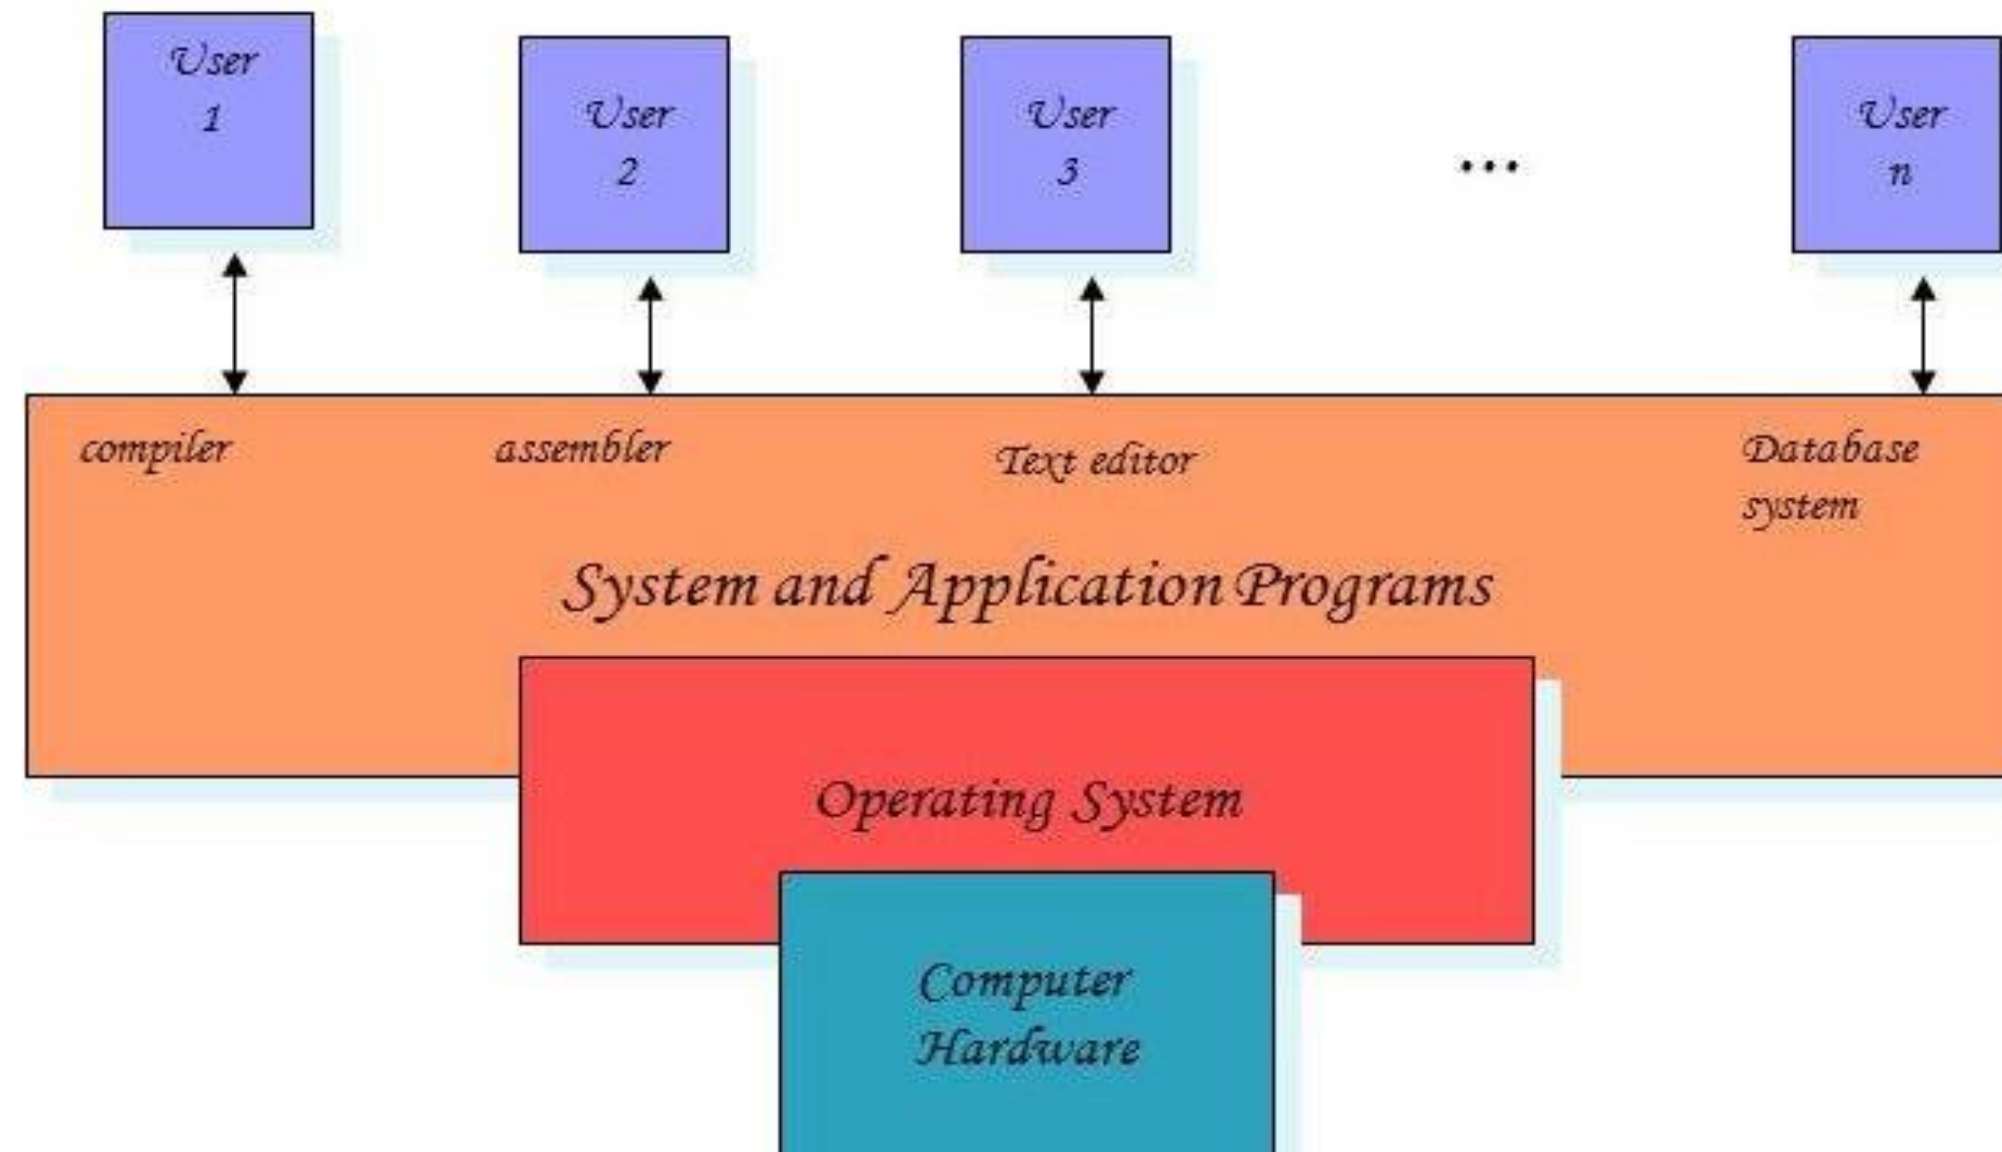 User
1
User
2
User
3
...
User
n
compiler
assembler
Text editor
Database
system
System and Application Programs
Operating System
Computer
Hardware